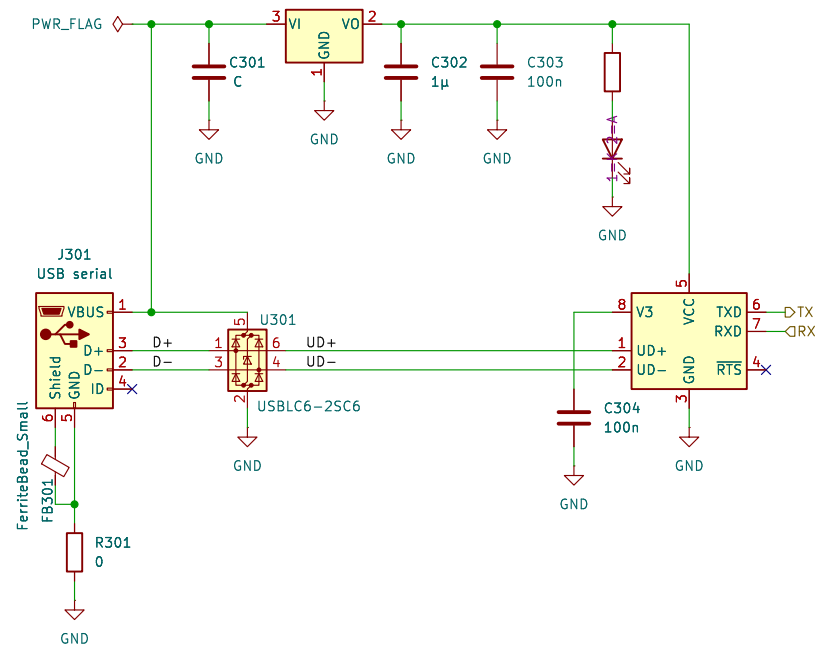 PWR_FLAG
3 VI VO 2
GND
1
C301
C
C302
1µ
C303
100n
GND
GND
GND
GND
2=A
GND
J301
USB serial
VBUS 1
D+ 3
D- 2
ID 4
Shield
GND
6
5
D+
D-
U301
5
1
3
6
4
2
USBLC6-2SC6
UD+
UD-
GND
8 V3
1 UD+
2 UD-
5
VCC
GND
3
TXD 6
RXD 7
RTS 4
TX
RX
GND
C304
100n
GND
FerriteBead_Small
FB301
R301
0
GND